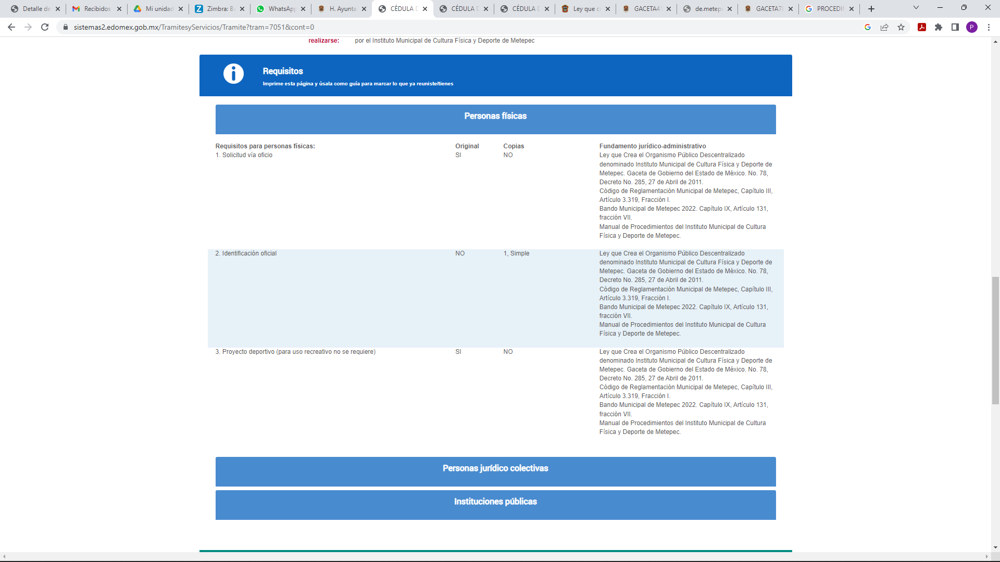 Detalle de
Recibidos
Mi unidad
Zimbra: Ba
WhatsApp
H. Ayunta
CÉDULA D
CÉDULA D
CÉDULA D
Ley que cr
GACETA41
de.metepe
GACETA78
PROCEDIM
sistemas2.edomex.gob.mx/TramitesyServicios/Tramite?tram=7051&cont=0
P
realizarse: por el Instituto Municipal de Cultura Física y Deporte de Metepec
Requisitos
Imprime esta página y úsala como guía para marcar lo que ya reuniste/tienes
Personas físicas
Requisitos para personas físicas: Original Copias Fundamento jurídico-administrativo
1. Solicitud vía oficio SI NO Ley que Crea el Organismo Público Descentralizado
denominado Instituto Municipal de Cultura Física y Deporte de
Metepec. Gaceta de Gobierno del Estado de México. No. 78,
Decreto No. 285, 27 de Abril de 2011.
Código de Reglamentación Municipal de Metepec, Capítulo III,
Artículo 3.319, Fracción I.
Bando Municipal de Metepec 2022. Capítulo IX, Artículo 131,
fracción VII.
Manual de Procedimientos del Instituto Municipal de Cultura
Física y Deporte de Metepec.
2. Identificación oficial NO 1, Simple Ley que Crea el Organismo Público Descentralizado
denominado Instituto Municipal de Cultura Física y Deporte de
Metepec. Gaceta de Gobierno del Estado de México. No. 78,
Decreto No. 285, 27 de Abril de 2011.
Código de Reglamentación Municipal de Metepec, Capítulo III,
Artículo 3.319, Fracción I.
Bando Municipal de Metepec 2022. Capítulo IX, Artículo 131,
fracción VII.
Manual de Procedimientos del Instituto Municipal de Cultura
Física y Deporte de Metepec.
3. Proyecto deportivo (para uso recreativo no se requiere) SI NO Ley que Crea el Organismo Público Descentralizado
denominado Instituto Municipal de Cultura Física y Deporte de
Metepec. Gaceta de Gobierno del Estado de México. No. 78,
Decreto No. 285, 27 de Abril de 2011.
Código de Reglamentación Municipal de Metepec, Capítulo III,
Artículo 3.319, Fracción I.
Bando Municipal de Metepec 2022. Capítulo IX, Artículo 131,
fracción VII.
Manual de Procedimientos del Instituto Municipal de Cultura
Física y Deporte de Metepec.
Personas jurídico colectivas
Instituciones públicas